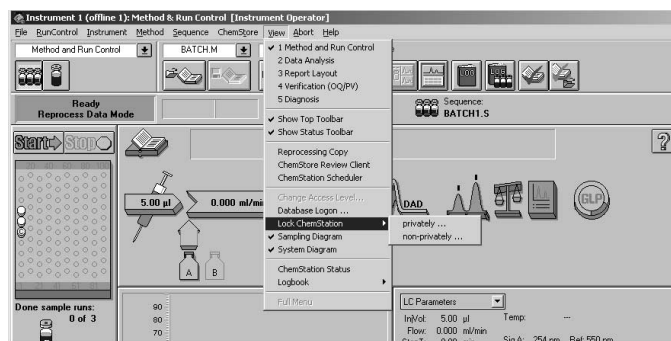 Instrument 1 (offline 1): Method & Run Control [Instrument Operator]
File RunControl Instrument Method Sequence ChemStore View Abort Help
Method and Run Control
BATCH.M
1 Method and Run Control
2 Data Analysis
3 Report Layout
4 Verification (OQ/PV)
5 Diagnosis
Show Top Toolbar
Show Status Toolbar
Reprocessing Copy
ChemStore Review Client
ChemStation Scheduler
Change Access Level...
Database Logon ...
Lock ChemStation
privately ...
non-privately ...
Sampling Diagram
System Diagram
ChemStation Status
Logbook
Full Menu
Ready
Reprocess Data Mode
Sequence:
BATCH1.S
Start Stop
20 40 60 80 100
5.00 µl
0.000 ml/min
DAD
GLP
?
A B
Done sample runs:
0 of 3
90
80
70
LC Parameters
InjVol: 5.00 µl Temp: ---
Flow: 0.000 ml/min
Sig A: 254 nm Ref: 550 nm